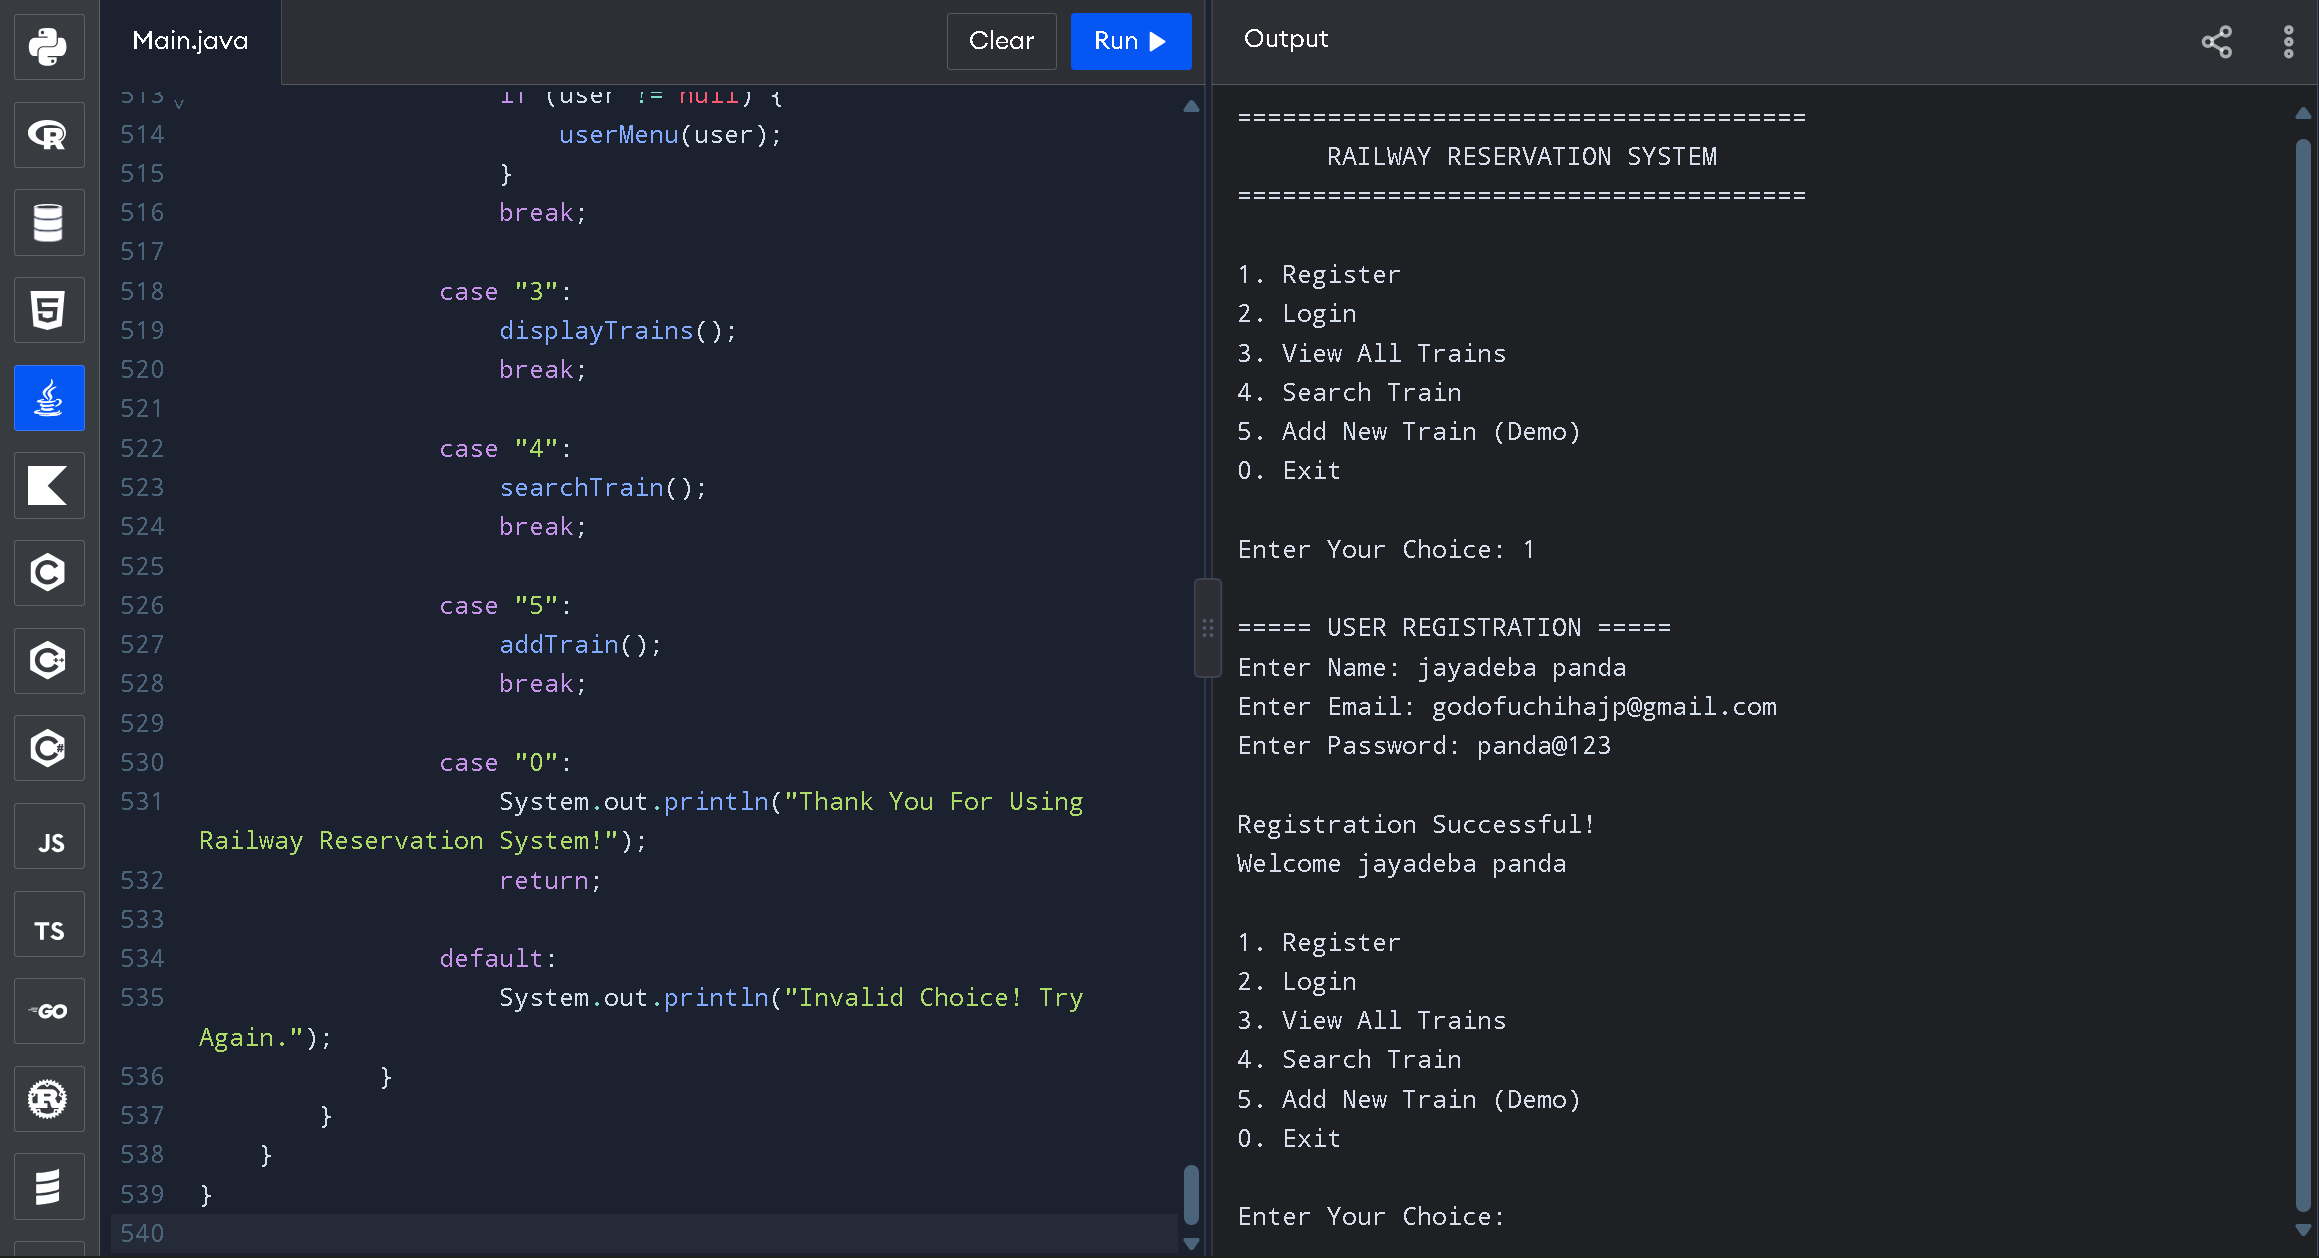 Main.java
Clear
Run
513 if (user != null) {
514 userMenu(user);
515 }
516 break;
517
518 case "3":
519 displayTrains();
520 break;
521
522 case "4":
523 searchTrain();
524 break;
525
526 case "5":
527 addTrain();
528 break;
529
530 case "0":
531 System.out.println("Thank You For Using
Railway Reservation System!");
532 return;
533
534 default:
535 System.out.println("Invalid Choice! Try
Again.");
536 }
537 }
538 }
539 }
540
R
5
C
C++
C#
JS
TS
GO
R
Output
======================================
RAILWAY RESERVATION SYSTEM
======================================
1. Register
2. Login
3. View All Trains
4. Search Train
5. Add New Train (Demo)
0. Exit
Enter Your Choice: 1
===== USER REGISTRATION =====
Enter Name: jayadeba panda
Enter Email: godofuchihajp@gmail.com
Enter Password: panda@123
Registration Successful!
Welcome jayadeba panda
1. Register
2. Login
3. View All Trains
4. Search Train
5. Add New Train (Demo)
0. Exit
Enter Your Choice: